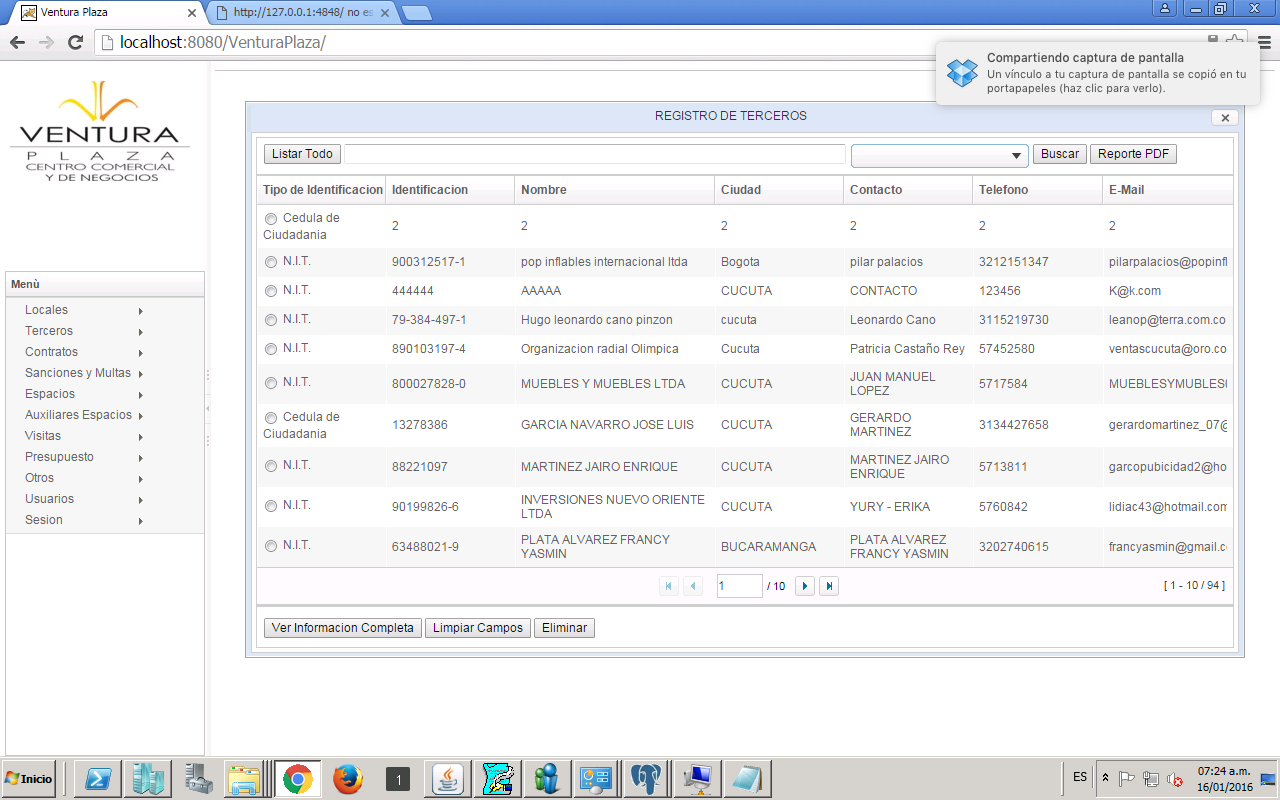 Ventura Plaza
http://127.0.0.1:4848/ no es
localhost:8080/VenturaPlaza/
Compartiendo captura de pantalla
Un vínculo a tu captura de pantalla se copió en tu
portapapeles (haz clic para verlo).
VENTURA
PLAZA
CENTRO COMERCIAL
Y DE NEGOCIOS
REGISTRO DE TERCEROS
Listar Todo Buscar Reporte PDF
Tipo de Identificacion Identificacion Nombre Ciudad Contacto Telefono E-Mail
Cedula de
Ciudadania 2 2 2 2 2 2
N.I.T. 900312517-1 pop inflables internacional ltda Bogota pilar palacios 3212151347 pilarpalacios@popinfl
N.I.T. 444444 AAAAA CUCUTA CONTACTO 123456 K@k.com
N.I.T. 79-384-497-1 Hugo leonardo cano pinzon cucuta Leonardo Cano 3115219730 leanop@terra.com.co
N.I.T. 890103197-4 Organizacion radial Olimpica Cucuta Patricia Castaño Rey 57452580 ventascucuta@oro.co
N.I.T. 800027828-0 MUEBLES Y MUEBLES LTDA CUCUTA JUAN MANUEL 5717584 MUEBLESYMUBLES
LOPEZ
Cedula de
Ciudadania 13278386 GARCIA NAVARRO JOSE LUIS CUCUTA GERARDO 3134427658 gerardomartinez_07@
MARTINEZ
N.I.T. 88221097 MARTINEZ JAIRO ENRIQUE CUCUTA MARTINEZ JAIRO 5713811 garcopubicidad2@ho
ENRIQUE
N.I.T. 90199826-6 INVERSIONES NUEVO ORIENTE CUCUTA YURY - ERIKA 5760842 lidiac43@hotmail.com
LTDA
N.I.T. 63488021-9 PLATA ALVAREZ FRANCY BUCARAMANGA PLATA ALVAREZ 3202740615 francyasmin@gmail.c
YASMIN FRANCY YASMIN
1 / 10 [ 1 - 10 / 94 ]
Ver Informacion Completa Limpiar Campos Eliminar
Menù
Locales
Terceros
Contratos
Sanciones y Multas
Espacios
Auxiliares Espacios
Visitas
Presupuesto
Otros
Usuarios
Sesion
Inicio
1
ES
07:24 a.m.
16/01/2016